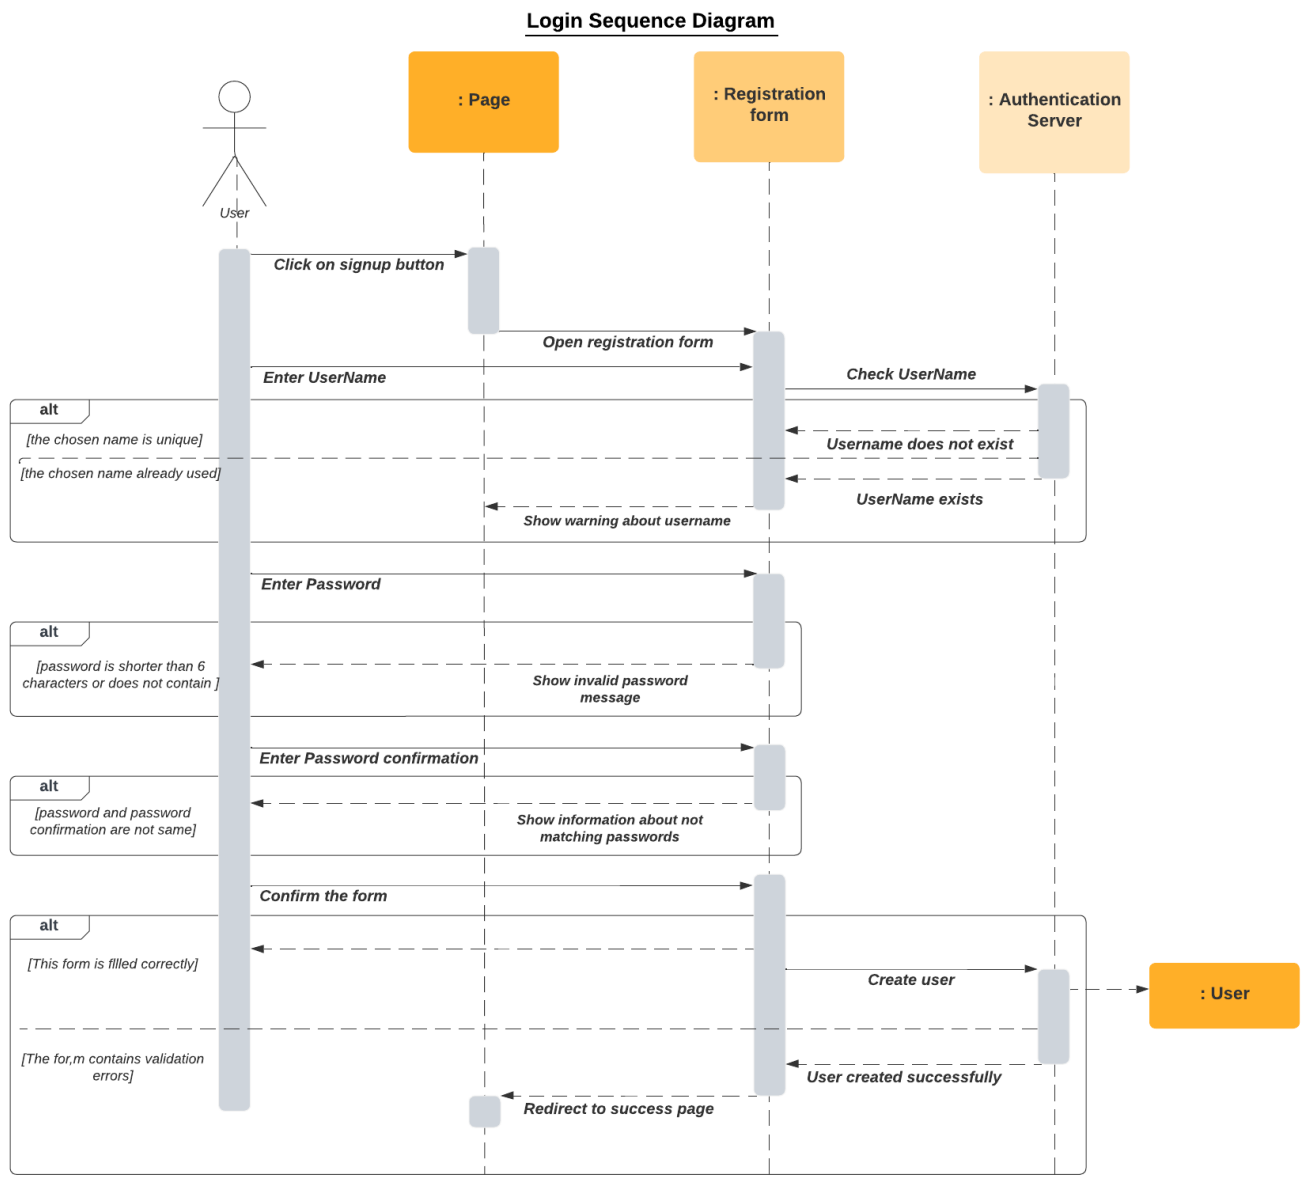 Login Sequence Diagram
: Page
: Registration
form
: Authentication
Server
User
Click on signup button
Open registration form
Enter UserName
Check UserName
alt
[the chosen name is unique]
Username does not exist
[the chosen name already used]
UserName exists
Show warning about username
Enter Password
alt
[password is shorter than 6
characters or does not contain ]
Show invalid password
message
Enter Password confirmation
alt
[password and password
confirmation are not same]
Show information about not
matching passwords
Confirm the form
alt
[This form is fllled correctly]
Create user
: User
[The for,m contains validation
errors]
User created successfully
Redirect to success page